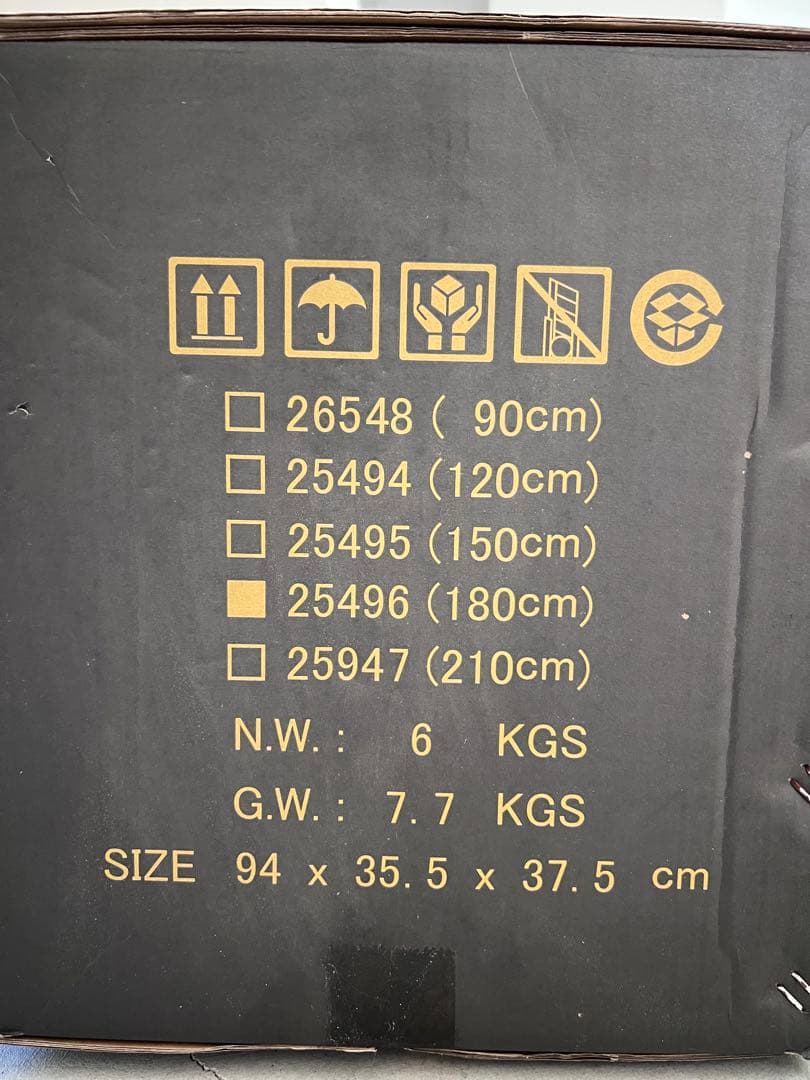 26548 ( 90cm)
25494 (120cm)
25495 (150cm)
25496 (180cm)
25947 (210cm)
N.W. : 6 KGS
G.W. : 7.7 KGS
SIZE 94 x 35.5 x 37.5 cm